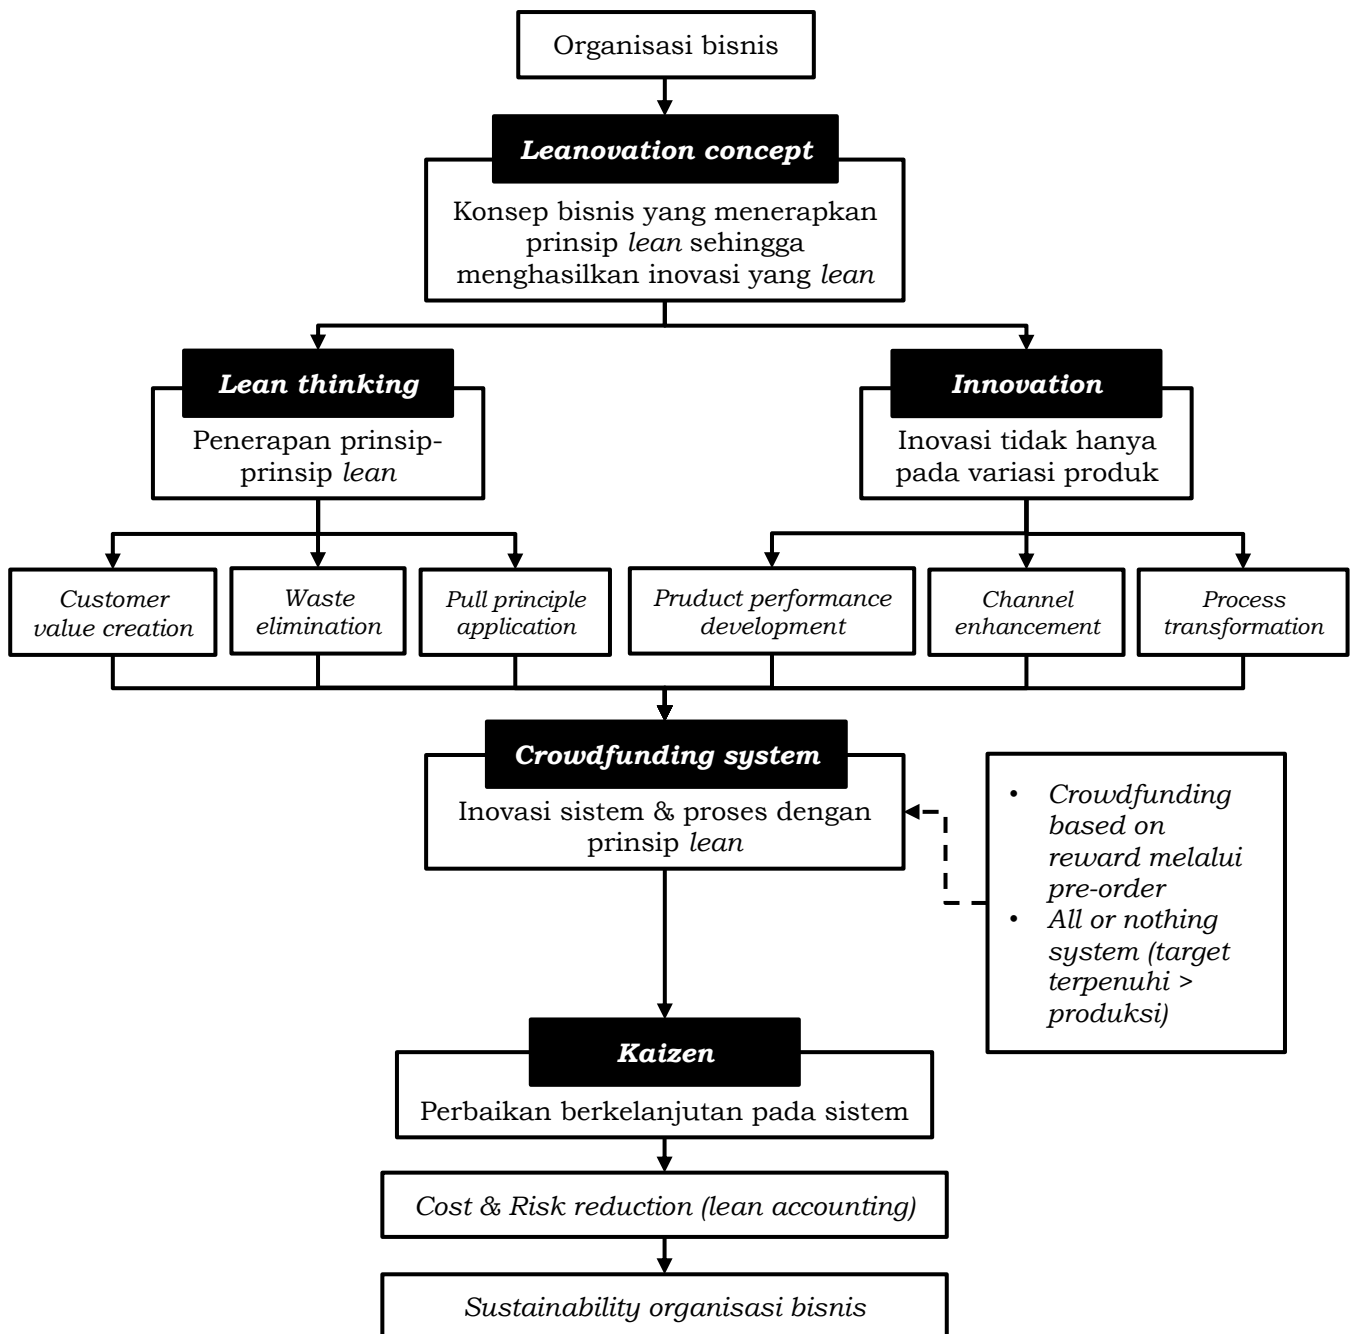 Organisasi bisnis
Leanovation concept
Konsep bisnis yang menerapkan
prinsip lean sehingga
menghasilkan inovasi yang lean
Lean thinking
Penerapan prinsip-
prinsip lean
Innovation
Inovasi tidak hanya
pada variasi produk
Customer
value creation
Waste
elimination
Pull principle
application
Pruduct performance
development
Channel
enhancement
Process
transformation
Crowdfunding system
Inovasi sistem & proses dengan
prinsip lean
• Crowdfunding
based on
reward melalui
pre-order
• All or nothing
system (target
terpenuhi >
produksi)
Kaizen
Perbaikan berkelanjutan pada sistem
Cost & Risk reduction (lean accounting)
Sustainability organisasi bisnis